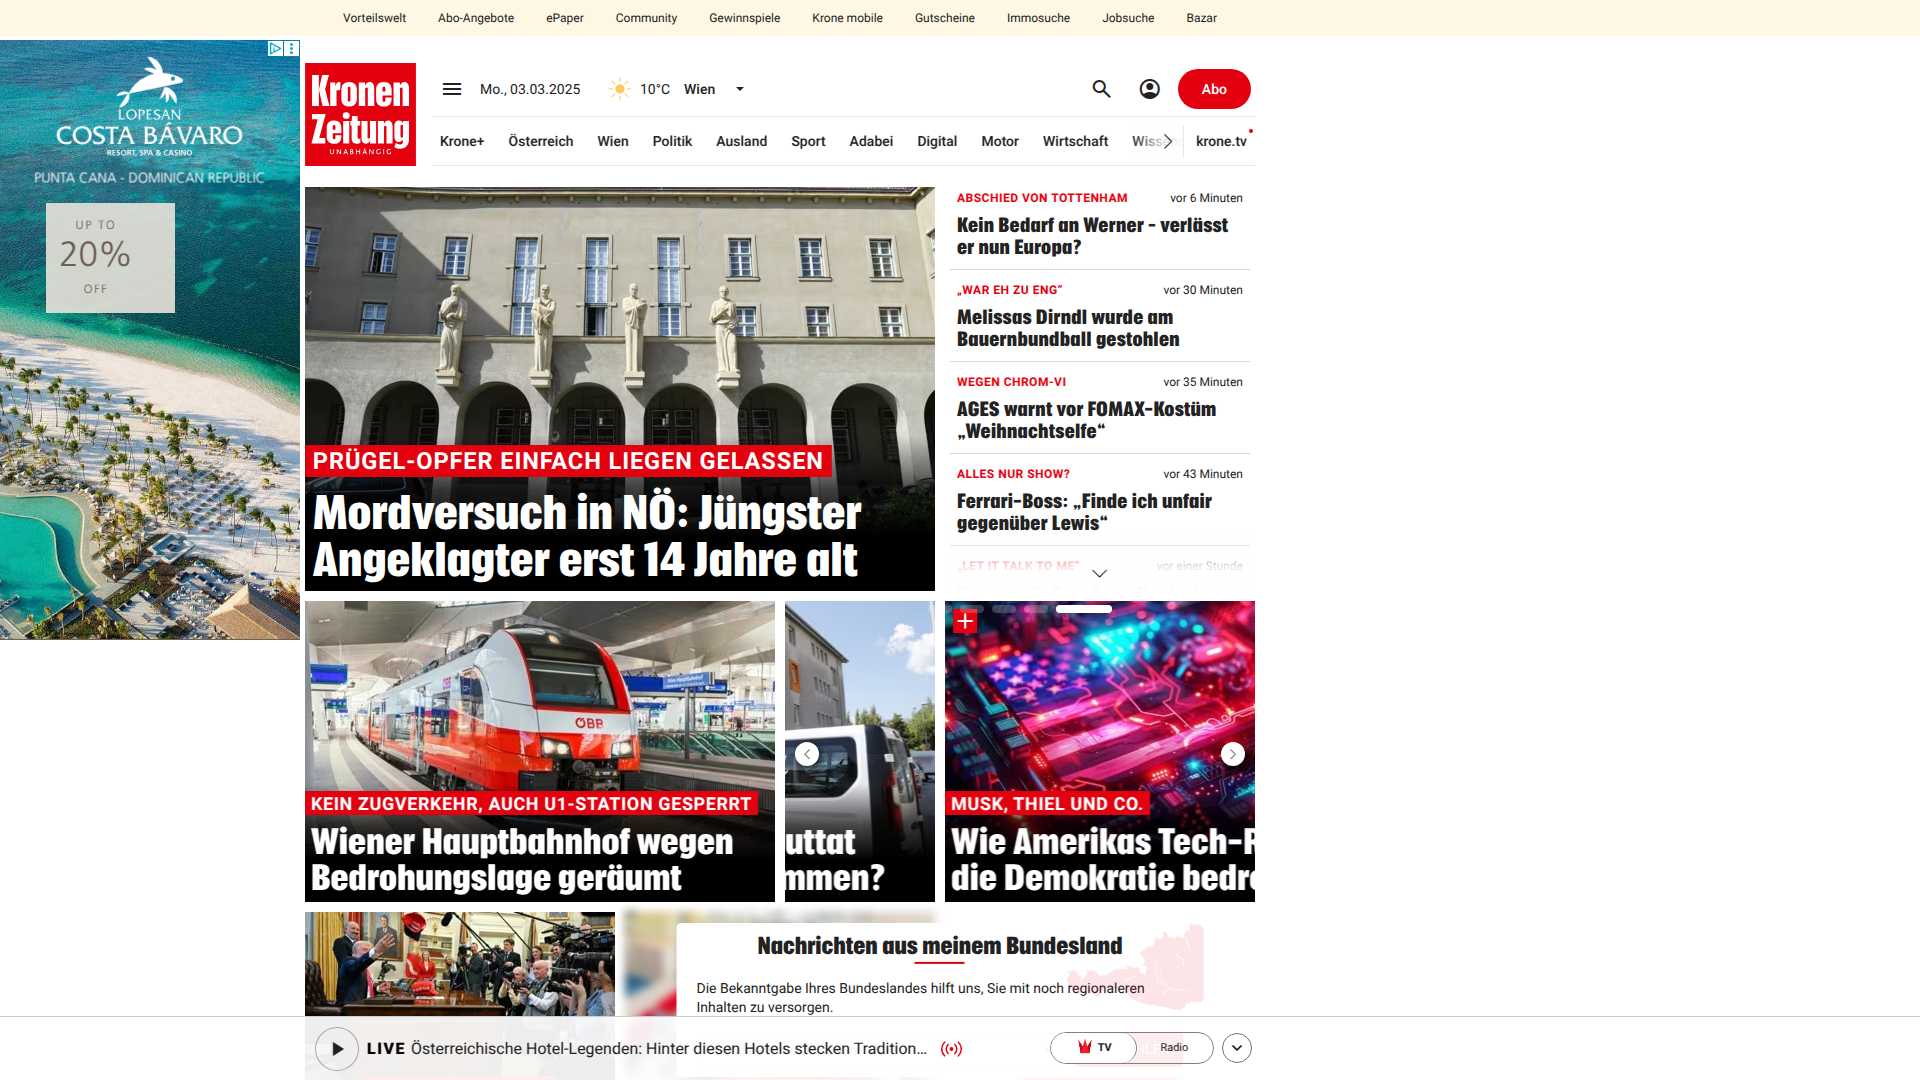 Vorteilswelt Abo-Angebote ePaper Community Gewinnspiele Krone mobile Gutscheine Immosuche Jobsuche Bazar
LOPESAN
COSTA BÁVARO
RESORT, SPA & CASINO
PUNTA CANA - DOMINICAN REPUBLIC
UP TO
20%
OFF
Kronen
Zeitung
UNABHÄNGIG
Mo., 03.03.2025 10°C Wien
Abo
Krone+ Österreich Wien Politik Ausland Sport Adabei Digital Motor Wirtschaft krone.tv
PRÜGEL-OPFER EINFACH LIEGEN GELASSEN
Mordversuch in NÖ: Jüngster
Angeklagter erst 14 Jahre alt
ABSCHIED VON TOTTENHAM vor 6 Minuten
Kein Bedarf an Werner - verlässt
er nun Europa?
„WAR EH ZU ENG“ vor 30 Minuten
Melissas Dirndl wurde am
Bauernbundball gestohlen
WEGEN CHROM-VI vor 35 Minuten
AGES warnt vor FOMAX-Kostüm
„Weihnachtselfe“
ALLES NUR SHOW? vor 43 Minuten
Ferrari-Boss: „Finde ich unfair
gegenüber Lewis“
„LET IT TALK TO ME“ vor einer Stunde
ÖBB
KEIN ZUGVERKEHR, AUCH U1-STATION GESPERRT
Wiener Hauptbahnhof wegen
Bedrohungslage geräumt
uttat
mmen?
MUSK, THIEL UND CO.
Wie Amerikas Tech-R
die Demokratie bedro
Nachrichten aus meinem Bundesland
Die Bekanntgabe Ihres Bundeslandes hilft uns, Sie mit noch regionaleren
Inhalten zu versorgen.
LIVE Österreichische Hotel-Legenden: Hinter diesen Hotels stecken Tradition...
TV Radio